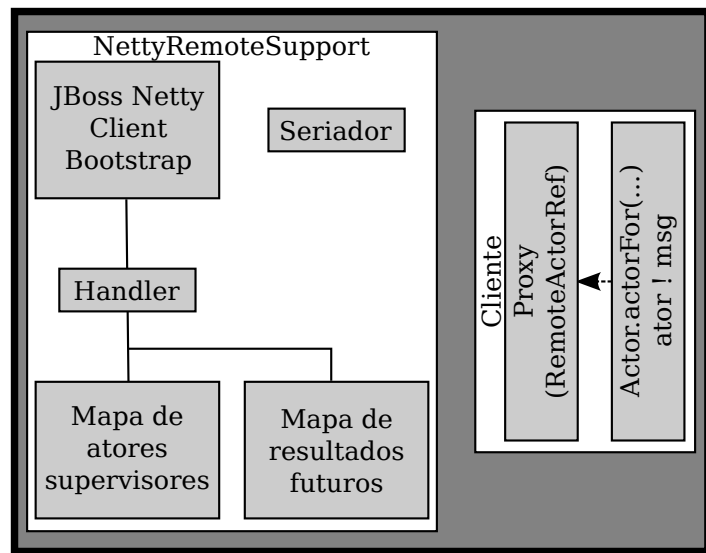 NettyRemoteSupport
JBoss Netty
Client
Bootstrap
Seriador
Handler
Mapa de
atores
supervisores
Mapa de
resultados
futuros
Cliente
Proxy
(RemoteActorRef)
Actor.actorFor(...)
ator ! msg